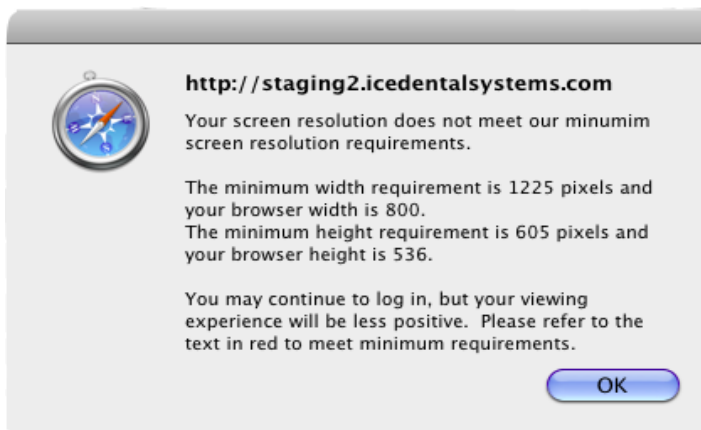 http://staging2.icedentalsystems.com
Your screen resolution does not meet our minumim
screen resolution requirements.
The minimum width requirement is 1225 pixels and
your browser width is 800.
The minimum height requirement is 605 pixels and
your browser height is 536.
You may continue to log in, but your viewing
experience will be less positive.  Please refer to the
text in red to meet minimum requirements.
OK